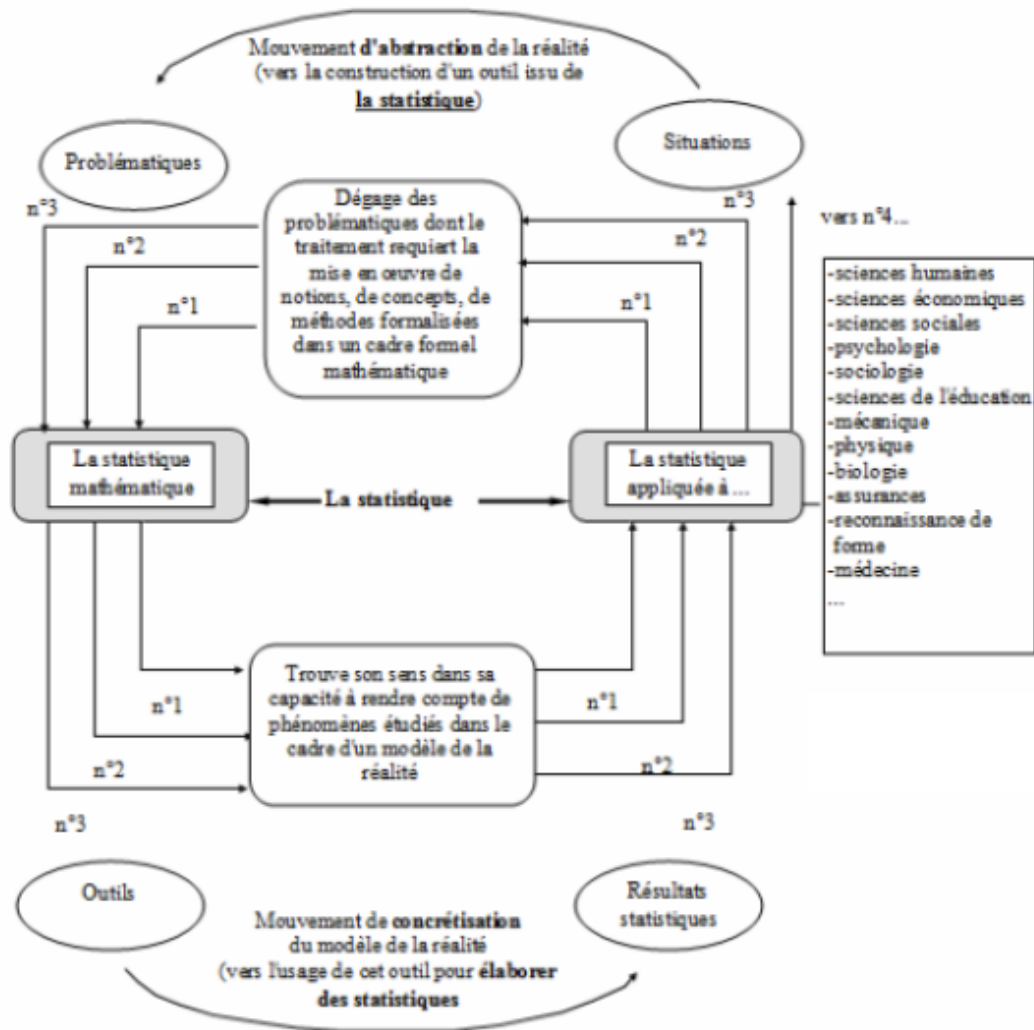 Mouvement d'abstraction de la réalité
(vers la construction d'un outil issu de
la statistique)
Problématiques
Situations
Dégage des
problématiques dont le
traitement requiert la
mise en œuvre de
notions, de concepts, de
méthodes formalisées
dans un cadre formel
mathématique
n°3
n°2
n°1
n°3
n°2
n°1
vers n°4...
-sciences humaines
-sciences économiques
-sciences sociales
-psychologie
-sociologie
-sciences de l'éducation
-mécanique
-physique
-biologie
-assurances
-reconnaissance de
forme
-médecine
...
La statistique
mathématique
La statistique
La statistique
appliquée à ...
Trouve son sens dans sa
capacité à rendre compte de
phénomènes étudiés dans le
cadre d'un modèle de la
réalité
n°1
n°2
n°3
n°1
n°2
n°3
Outils
Résultats
statistiques
Mouvement de concrétisation
du modèle de la réalité
(vers l'usage de cet outil pour élaborer
des statistiques